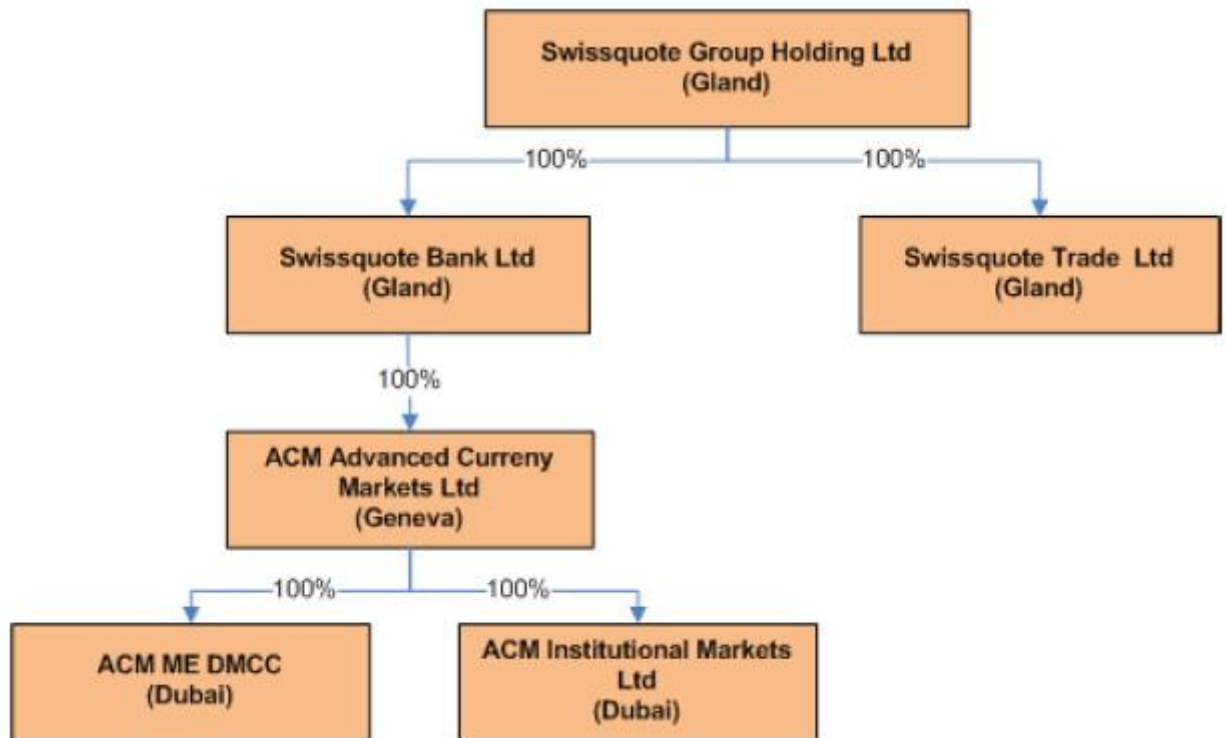 Swissquote Group Holding Ltd
(Gland)
100%
100%
Swissquote Bank Ltd
(Gland)
Swissquote Trade Ltd
(Gland)
100%
ACM Advanced Curreny
Markets Ltd
(Geneva)
100%
100%
ACM ME DMCC
(Dubai)
ACM Institutional Markets
Ltd
(Dubai)